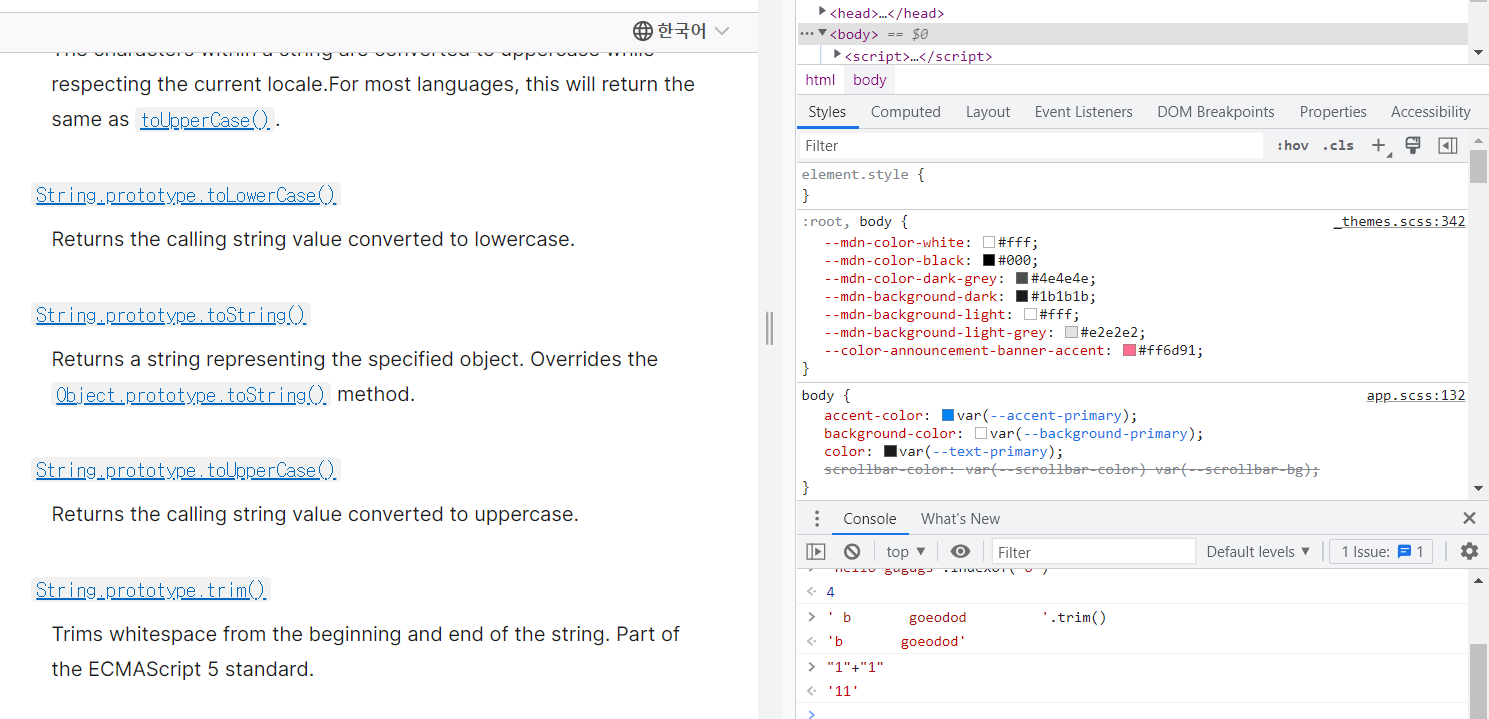 한국어
The characters within a string are converted to uppercase while
respecting the current locale.For most languages, this will return the
same as toUpperCase().
String.prototype.toLowerCase()
Returns the calling string value converted to lowercase.
String.prototype.toString()
Returns a string representing the specified object. Overrides the
Object.prototype.toString() method.
String.prototype.toUpperCase()
Returns the calling string value converted to uppercase.
String.prototype.trim()
Trims whitespace from the beginning and end of the string. Part of
the ECMAScript 5 standard.
<head>…</head>
<body> == $0
<script>…</script>
html body
Styles Computed Layout Event Listeners DOM Breakpoints Properties Accessibility
Filter :hov .cls
element.style {
}
:root, body { _themes.scss:342
--mdn-color-white: #fff;
--mdn-color-black: #000;
--mdn-color-dark-grey: #4e4e4e;
--mdn-background-dark: #1b1b1b;
--mdn-background-light: #fff;
--mdn-background-light-grey: #e2e2e2;
--color-announcement-banner-accent: #ff6d91;
}
body { app.scss:132
accent-color: var(--accent-primary);
background-color: var(--background-primary);
color: var(--text-primary);
scrollbar-color: var(--scrollbar-color) var(--scrollbar-bg);
}
Console What's New
top Filter Default levels 1 Issue: 1
4
' b       goeodod         '.trim()
'b       goeodod'
"1"+"1"
'11'